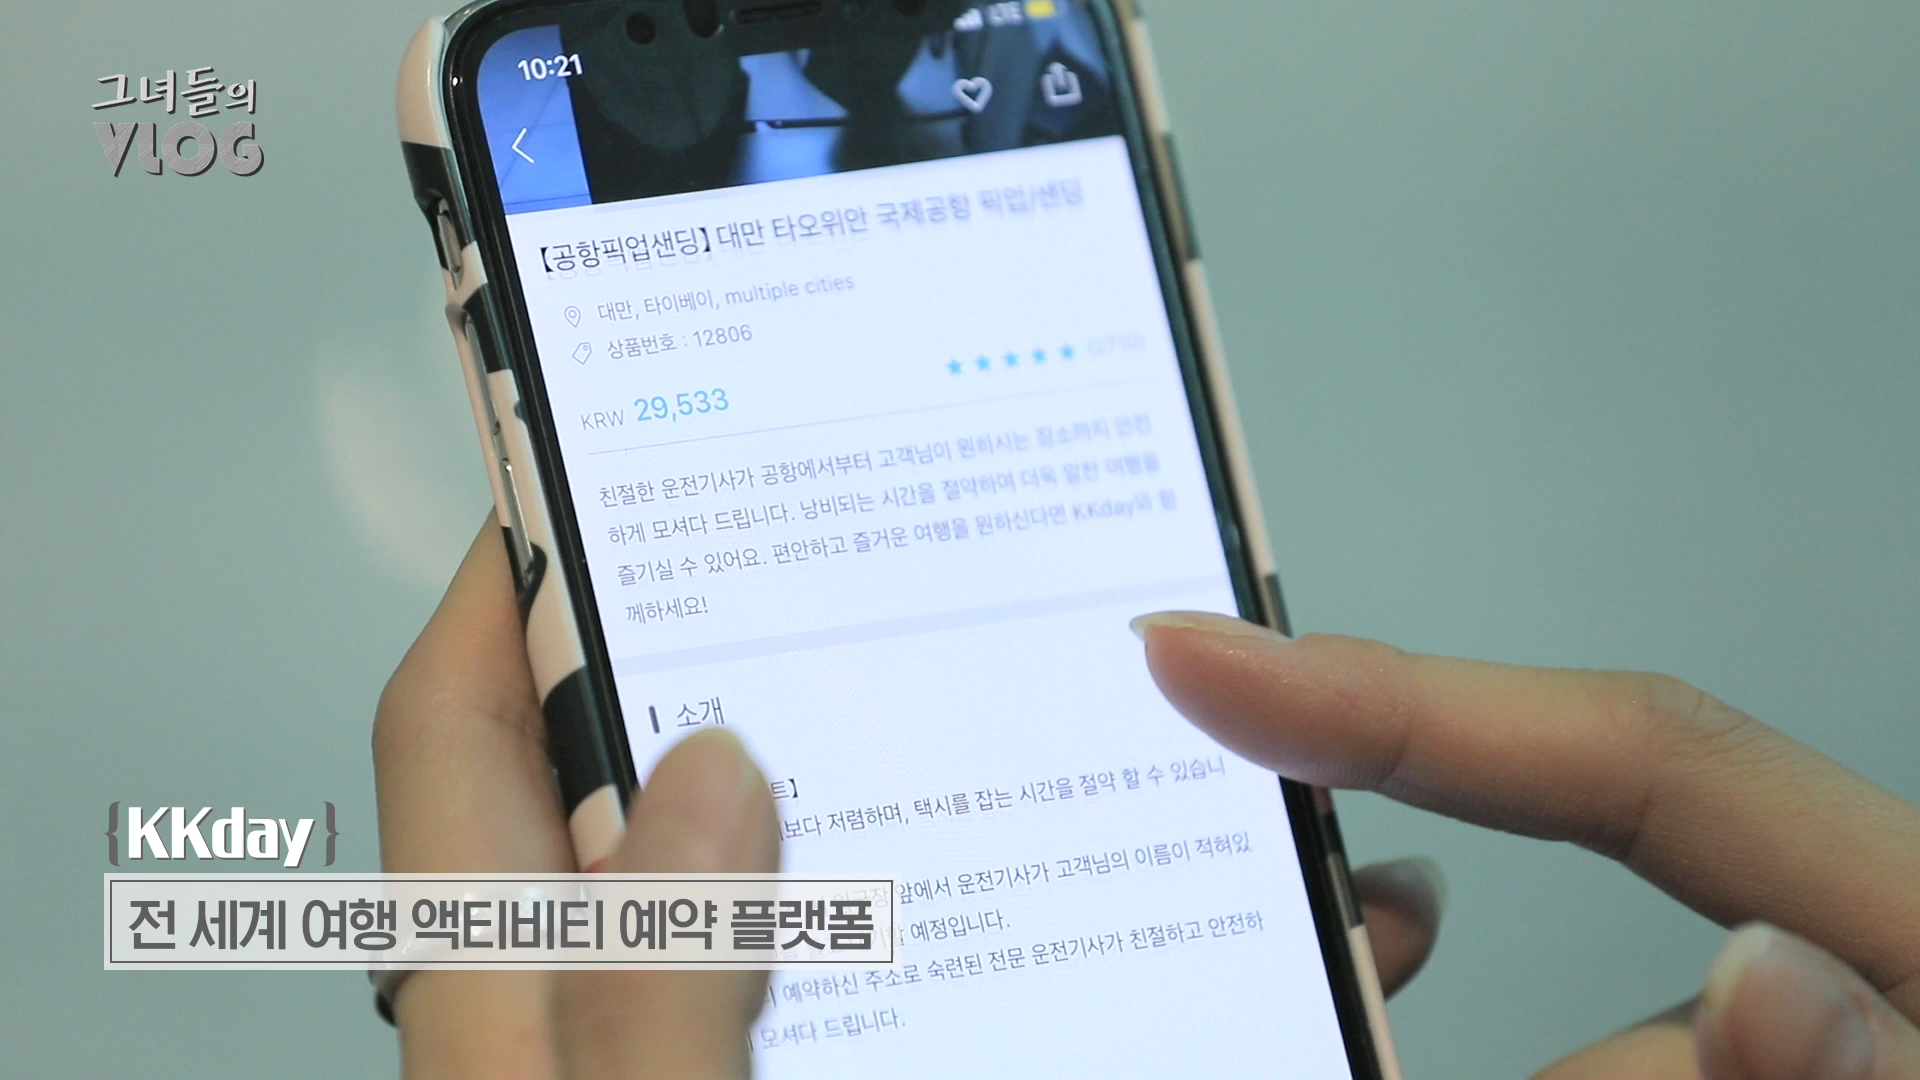 그녀들의
VLOG
10:21
LTE
【공항픽업샌딩】 대만 타오위안 국제공항 픽업/샌딩
대만, 타이베이, multiple cities
상품번호 : 12806
KRW 29,533
친절한 운전기사가 공항에서부터 고객님이 원하시는 장소까지 안전
하게 모셔다 드립니다. 낭비되는 시간을 절약하여 더욱 알찬 여행을
즐기실 수 있어요. 편안하고 즐거운 여행을 원하신다면 KKday와 함
께하세요!
소개
트】
보다 저렴하며, 택시를 잡는 시간을 절약 할 수 있습니
앞에서 운전기사가 고객님의 이름이 적혀있
예정입니다.
예약하신 주소로 숙련된 전문 운전기사가 친절하고 안전하
모셔다 드립니다.
{KKday}
전 세계 여행 액티비티 예약 플랫폼